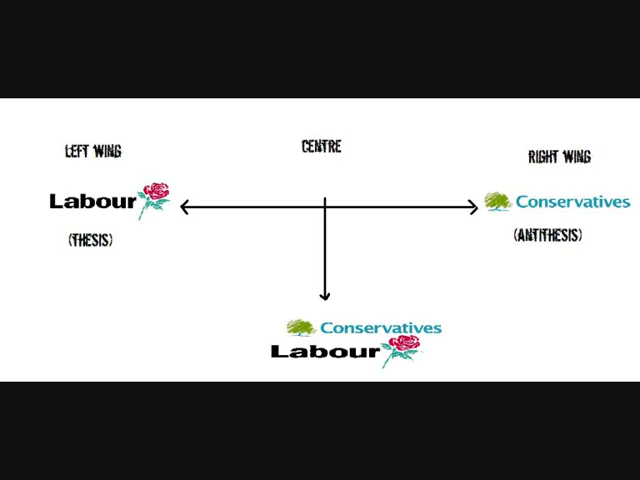 LEFT WING
CENTRE
RIGHT WING
Labour
Conservatives
(THESIS)
(ANTITHESIS)
Conservatives
Labour